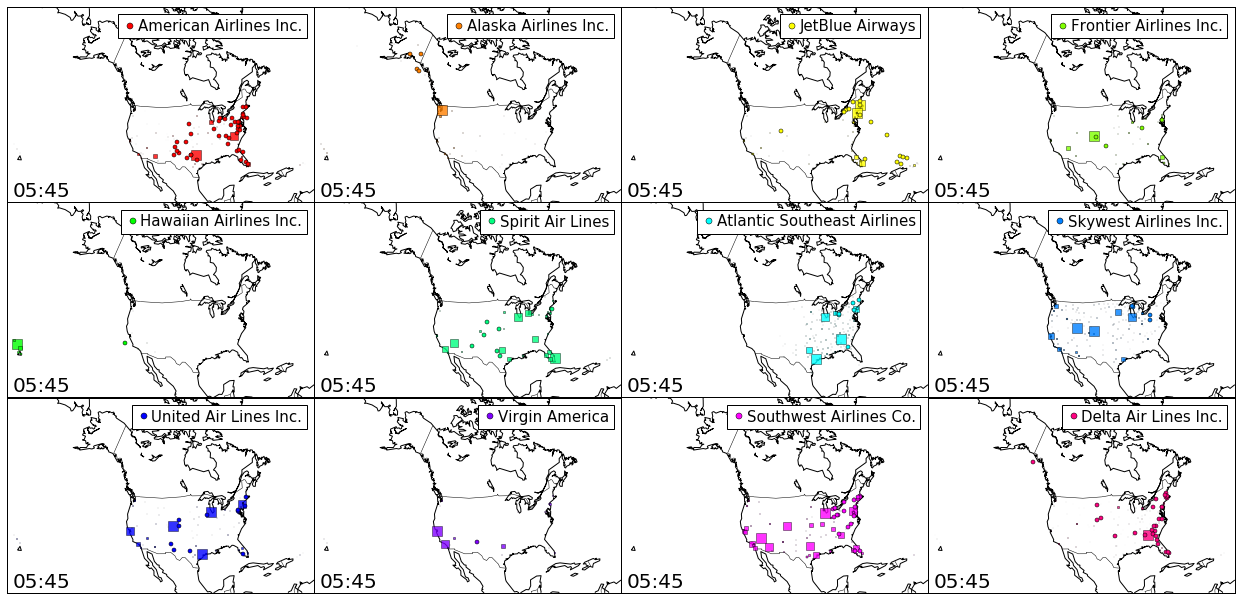 American Airlines Inc.
Alaska Airlines Inc.
JetBlue Airways
Frontier Airlines Inc.
05:45
05:45
05:45
05:45
Hawaiian Airlines Inc.
Spirit Air Lines
Atlantic Southeast Airlines
Skywest Airlines Inc.
05:45
05:45
05:45
05:45
United Air Lines Inc.
Virgin America
Southwest Airlines Co.
Delta Air Lines Inc.
05:45
05:45
05:45
05:45